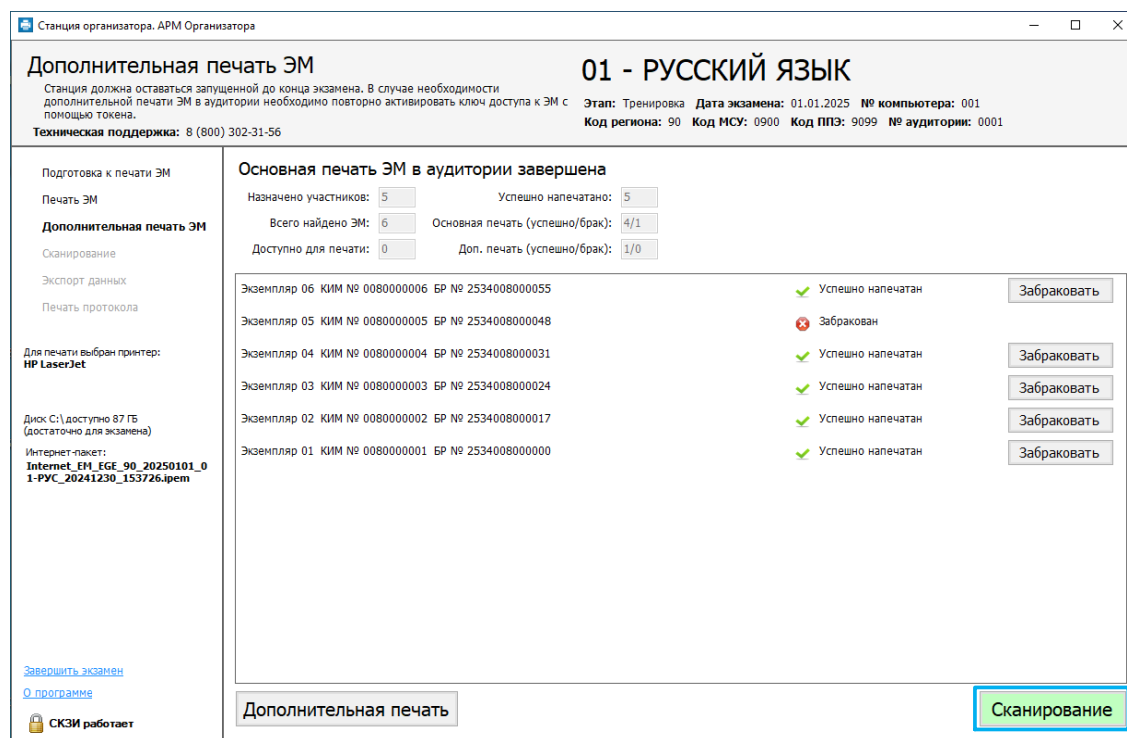 Станция организатора. АРМ Организатора
Дополнительная печать ЭМ
Станция должна оставаться запущенной до конца экзамена. В случае необходимости
дополнительной печати ЭМ в аудитории необходимо повторно активировать ключ доступа к ЭМ с
помощью токена.
Техническая поддержка: 8 (800) 302-31-56
01 - РУССКИЙ ЯЗЫК
Этап: Тренировка Дата экзамена: 01.01.2025 № компьютера: 001
Код региона: 90 Код МСУ: 0900 Код ППЭ: 9099 № аудитории: 0001
Подготовка к печати ЭМ
Печать ЭМ
Дополнительная печать ЭМ
Сканирование
Экспорт данных
Печать протокола
Для печати выбран принтер:
HP LaserJet
Диск C:\ доступно 87 ГБ
(достаточно для экзамена)
Интернет-пакет:
Internet_EM_EGE_90_20250101_0
1-РУС_20241230_153726.ipem
Завершить экзамен
О программе
СКЗИ работает
Основная печать ЭМ в аудитории завершена
Назначено участников: 5 Успешно напечатано: 5
Всего найдено ЭМ: 6 Основная печать (успешно/брак): 4/1
Доступно для печати: 0 Доп. печать (успешно/брак): 1/0
Экземпляр 06 КИМ № 0080000006 БР № 2534008000055 Успешно напечатан Забраковать
Экземпляр 05 КИМ № 0080000005 БР № 2534008000048 Забракован
Экземпляр 04 КИМ № 0080000004 БР № 2534008000031 Успешно напечатан Забраковать
Экземпляр 03 КИМ № 0080000003 БР № 2534008000024 Успешно напечатан Забраковать
Экземпляр 02 КИМ № 0080000002 БР № 2534008000017 Успешно напечатан Забраковать
Экземпляр 01 КИМ № 0080000001 БР № 2534008000000 Успешно напечатан Забраковать
Дополнительная печать
Сканирование